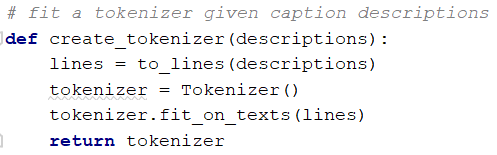 # fit a tokenizer given caption descriptions
def create_tokenizer(descriptions):
    lines = to_lines(descriptions)
    tokenizer = Tokenizer()
    tokenizer.fit_on_texts(lines)
    return tokenizer